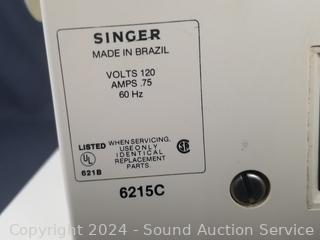 SINGER
MADE IN BRAZIL
VOLTS 120
AMPS .75
60 Hz
LISTED
UL
621B
WHEN SERVICING,
USE ONLY
IDENTICAL
REPLACEMENT
PARTS.
6215C
Copyright © 2024 - Sound Auction Service